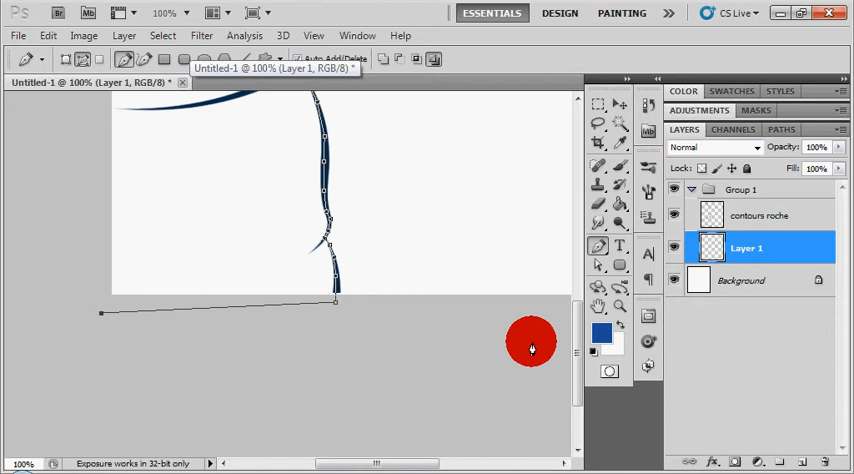 Ps Br Mb 100% ESSENTIALS DESIGN PAINTING CS Live
File Edit Image Layer Select Filter Analysis 3D View Window Help
Auto Add/Delete
Untitled-1 @ 100% (Layer 1, RGB/8) *
Untitled-1 @ 100% (Layer 1, RGB/8) *
COLOR SWATCHES STYLES
ADJUSTMENTS MASKS
LAYERS CHANNELS PATHS
Normal Opacity: 100%
Lock: Fill: 100%
Group 1
contours roche
Layer 1
Background
100% Exposure works in 32-bit only